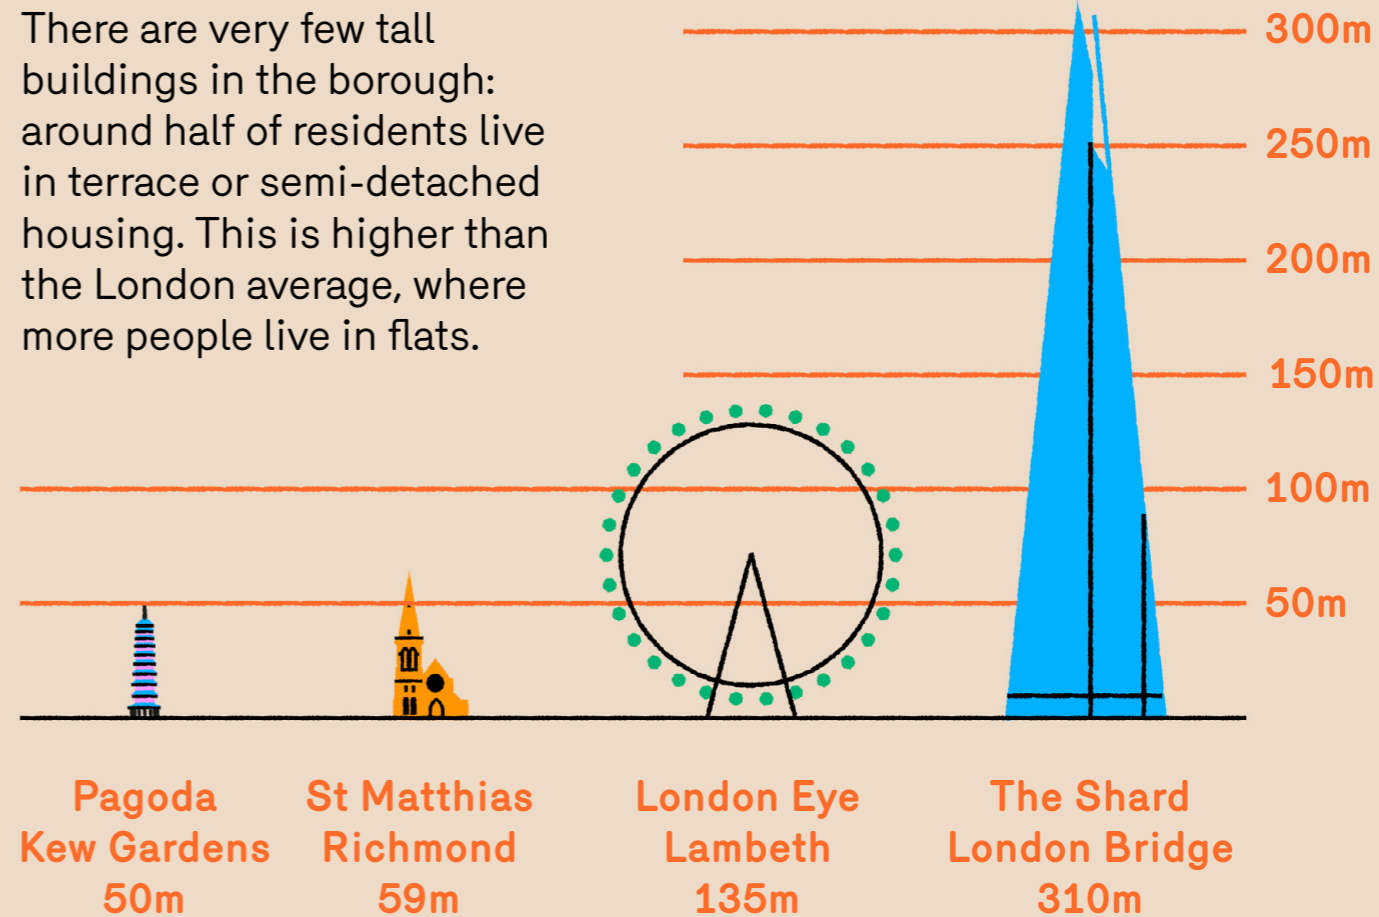 There are very few tall
buildings in the borough:
around half of residents live
in terrace or semi-detached
housing. This is higher than
the London average, where
more people live in flats.
300m
250m
200m
150m
100m
50m
Pagoda
Kew Gardens
50m
St Matthias
Richmond
59m
London Eye
Lambeth
135m
The Shard
London Bridge
310m